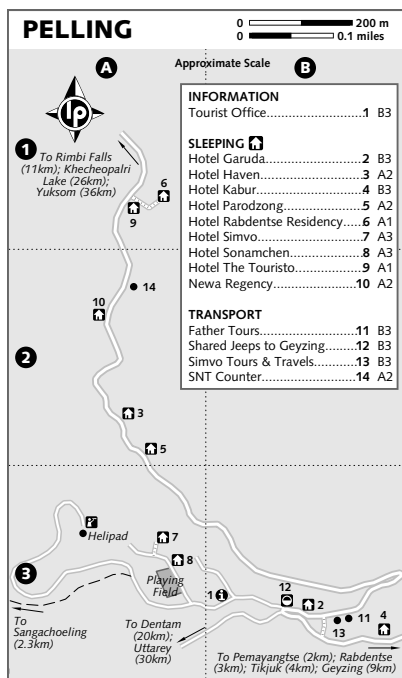 PELLING
0 200 m
0 0.1 miles
Approximate Scale
A
B
lp
INFORMATION
Tourist Office....................1 B3
SLEEPING
Hotel Garuda....................2 B3
Hotel Haven....................3 A2
Hotel Kabur....................4 B3
Hotel Parodzong....................5 A2
Hotel Rabdentse Residency....6 A1
Hotel Simvo....................7 A3
Hotel Sonamchen....................8 A3
Hotel The Touristo....................9 A1
Newa Regency....................10 A2
TRANSPORT
Father Tours....................11 B3
Shared Jeeps to Geyzing........12 B3
Simvo Tours & Travels........13 B3
SNT Counter....................14 A2
1
To Rimbi Falls
(11km); Khecheopalri
Lake (26km);
Yuksom (36km)
6
9
14
10
2
3
5
Helipad
7
8
3
Playing
Field
1
i
12
2
11
4
13
To
Sangachoeling
(2.3km)
To Dentam
(20km);
Uttarey
(30km)
To Pemayangtse (2km); Rabdentse
(3km); Tikjuk (4km); Geyzing (9km)